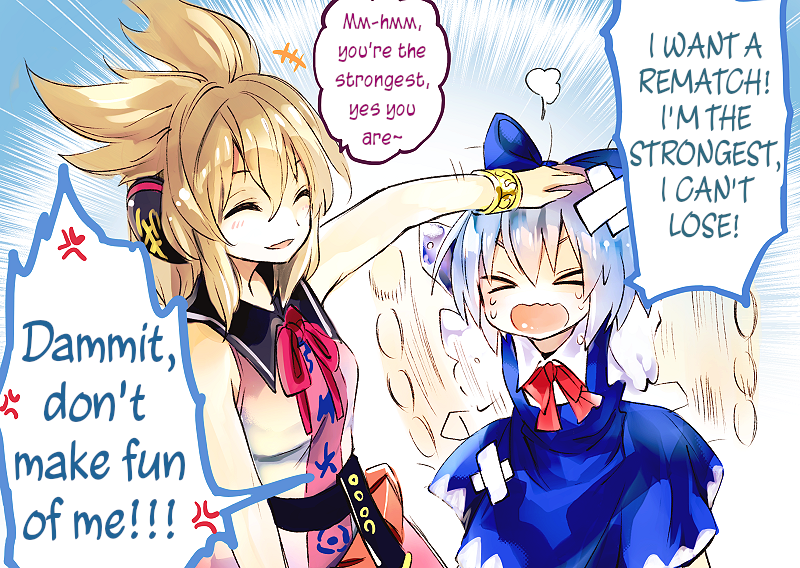 I WANT A
REMATCH!
I'M THE
STRONGEST,
I CAN'T
LOSE!
Mm-hmm,
you're the
strongest,
yes you
are~
Dammit,
don't
make fun
of me!!!